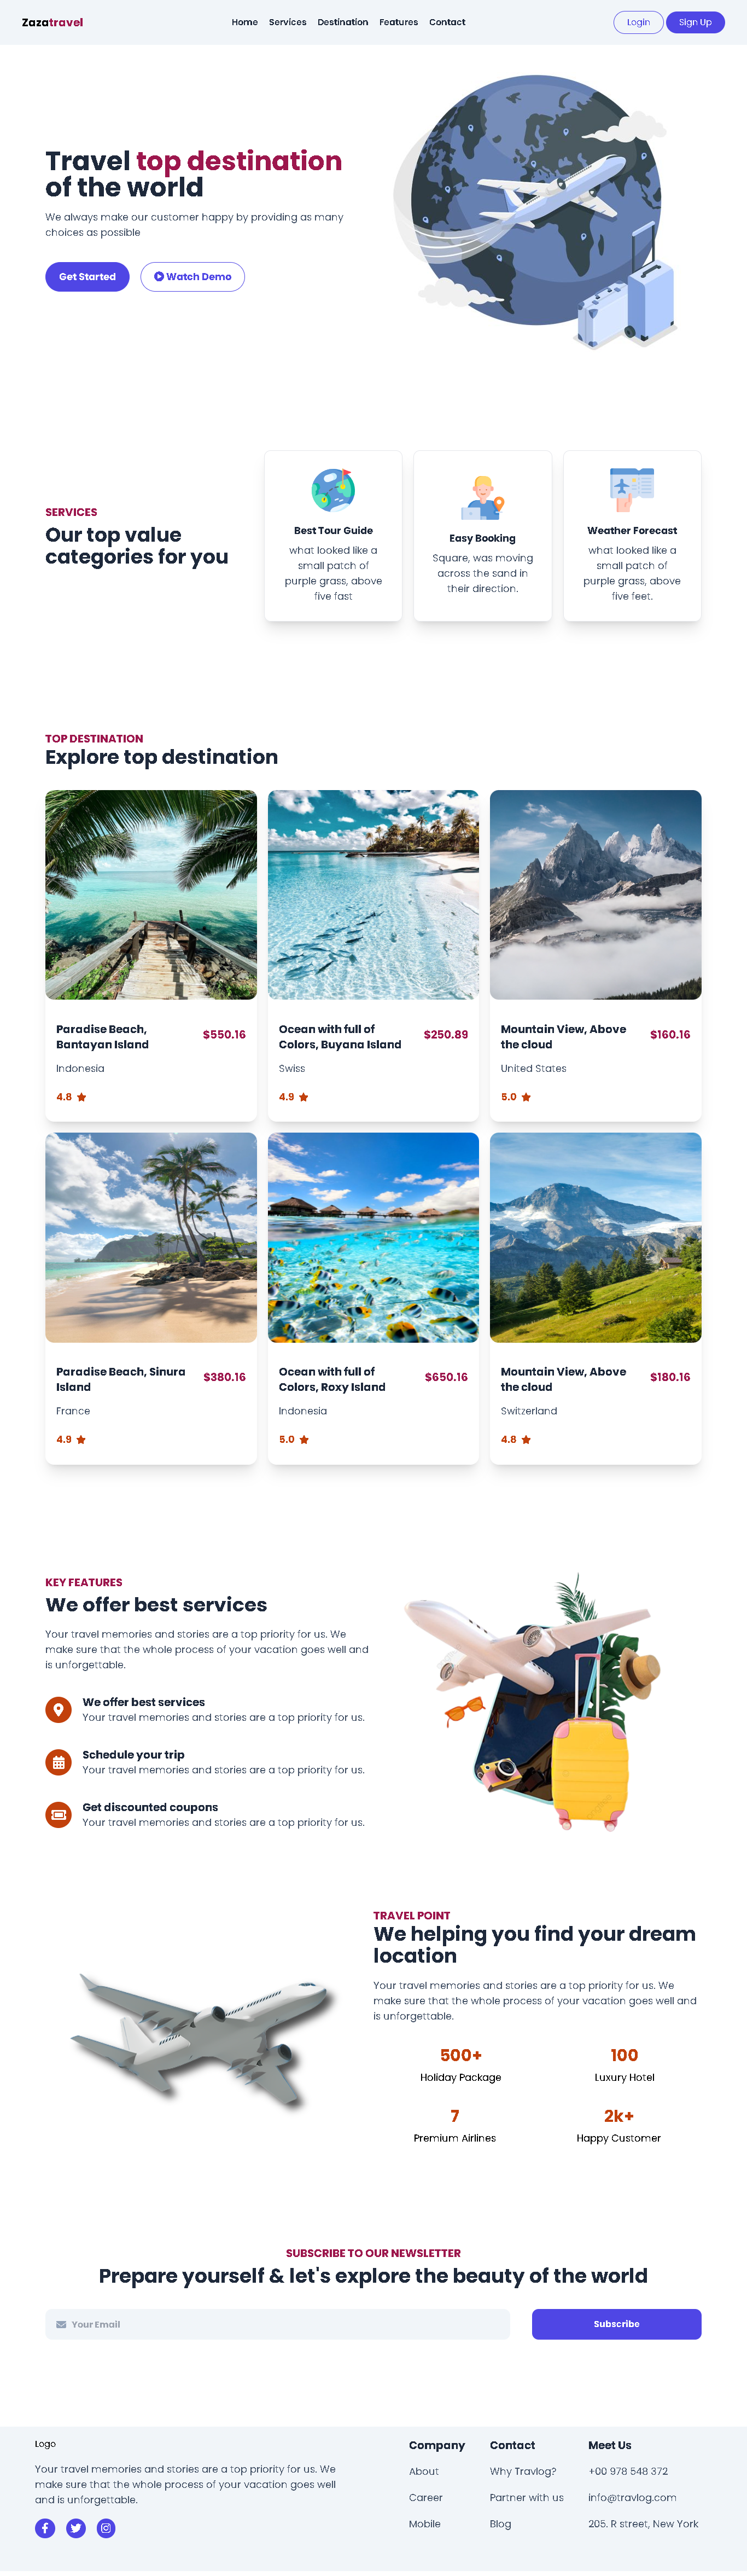 Zazatravel
Home Services Destination Features Contact
Login Sign Up
Travel top destination
of the world
We always make our customer happy by providing as many
choices as possible
Get Started Watch Demo
SERVICES
Our top value
categories for you
Best Tour Guide
what looked like a
small patch of
purple grass, above
five fast
Easy Booking
Square, was moving
across the sand in
their direction.
Weather Forecast
what looked like a
small patch of
purple grass, above
five feet.
TOP DESTINATION
Explore top destination
Paradise Beach,
Bantayan Island
$550.16
Indonesia
4.8
Ocean with full of
Colors, Buyana Island
$250.89
Swiss
4.9
Mountain View, Above
the cloud
$160.16
United States
5.0
Paradise Beach, Sinura
Island
$380.16
France
4.9
Ocean with full of
Colors, Roxy Island
$650.16
Indonesia
5.0
Mountain View, Above
the cloud
$180.16
Switzerland
4.8
KEY FEATURES
We offer best services
Your travel memories and stories are a top priority for us. We
make sure that the whole process of your vacation goes well and
is unforgettable.
We offer best services
Your travel memories and stories are a top priority for us.
Schedule your trip
Your travel memories and stories are a top priority for us.
Get discounted coupons
Your travel memories and stories are a top priority for us.
TRAVEL POINT
We helping you find your dream
location
Your travel memories and stories are a top priority for us. We
make sure that the whole process of your vacation goes well and
is unforgettable.
500+
Holiday Package
100
Luxury Hotel
7
Premium Airlines
2k+
Happy Customer
SUBSCRIBE TO OUR NEWSLETTER
Prepare yourself & let's explore the beauty of the world
Your Email
Subscribe
Logo
Your travel memories and stories are a top priority for us. We
make sure that the whole process of your vacation goes well
and is unforgettable.
Company
About
Career
Mobile
Contact
Why Travlog?
Partner with us
Blog
Meet Us
+00 978 548 372
info@travlog.com
205. R street, New York